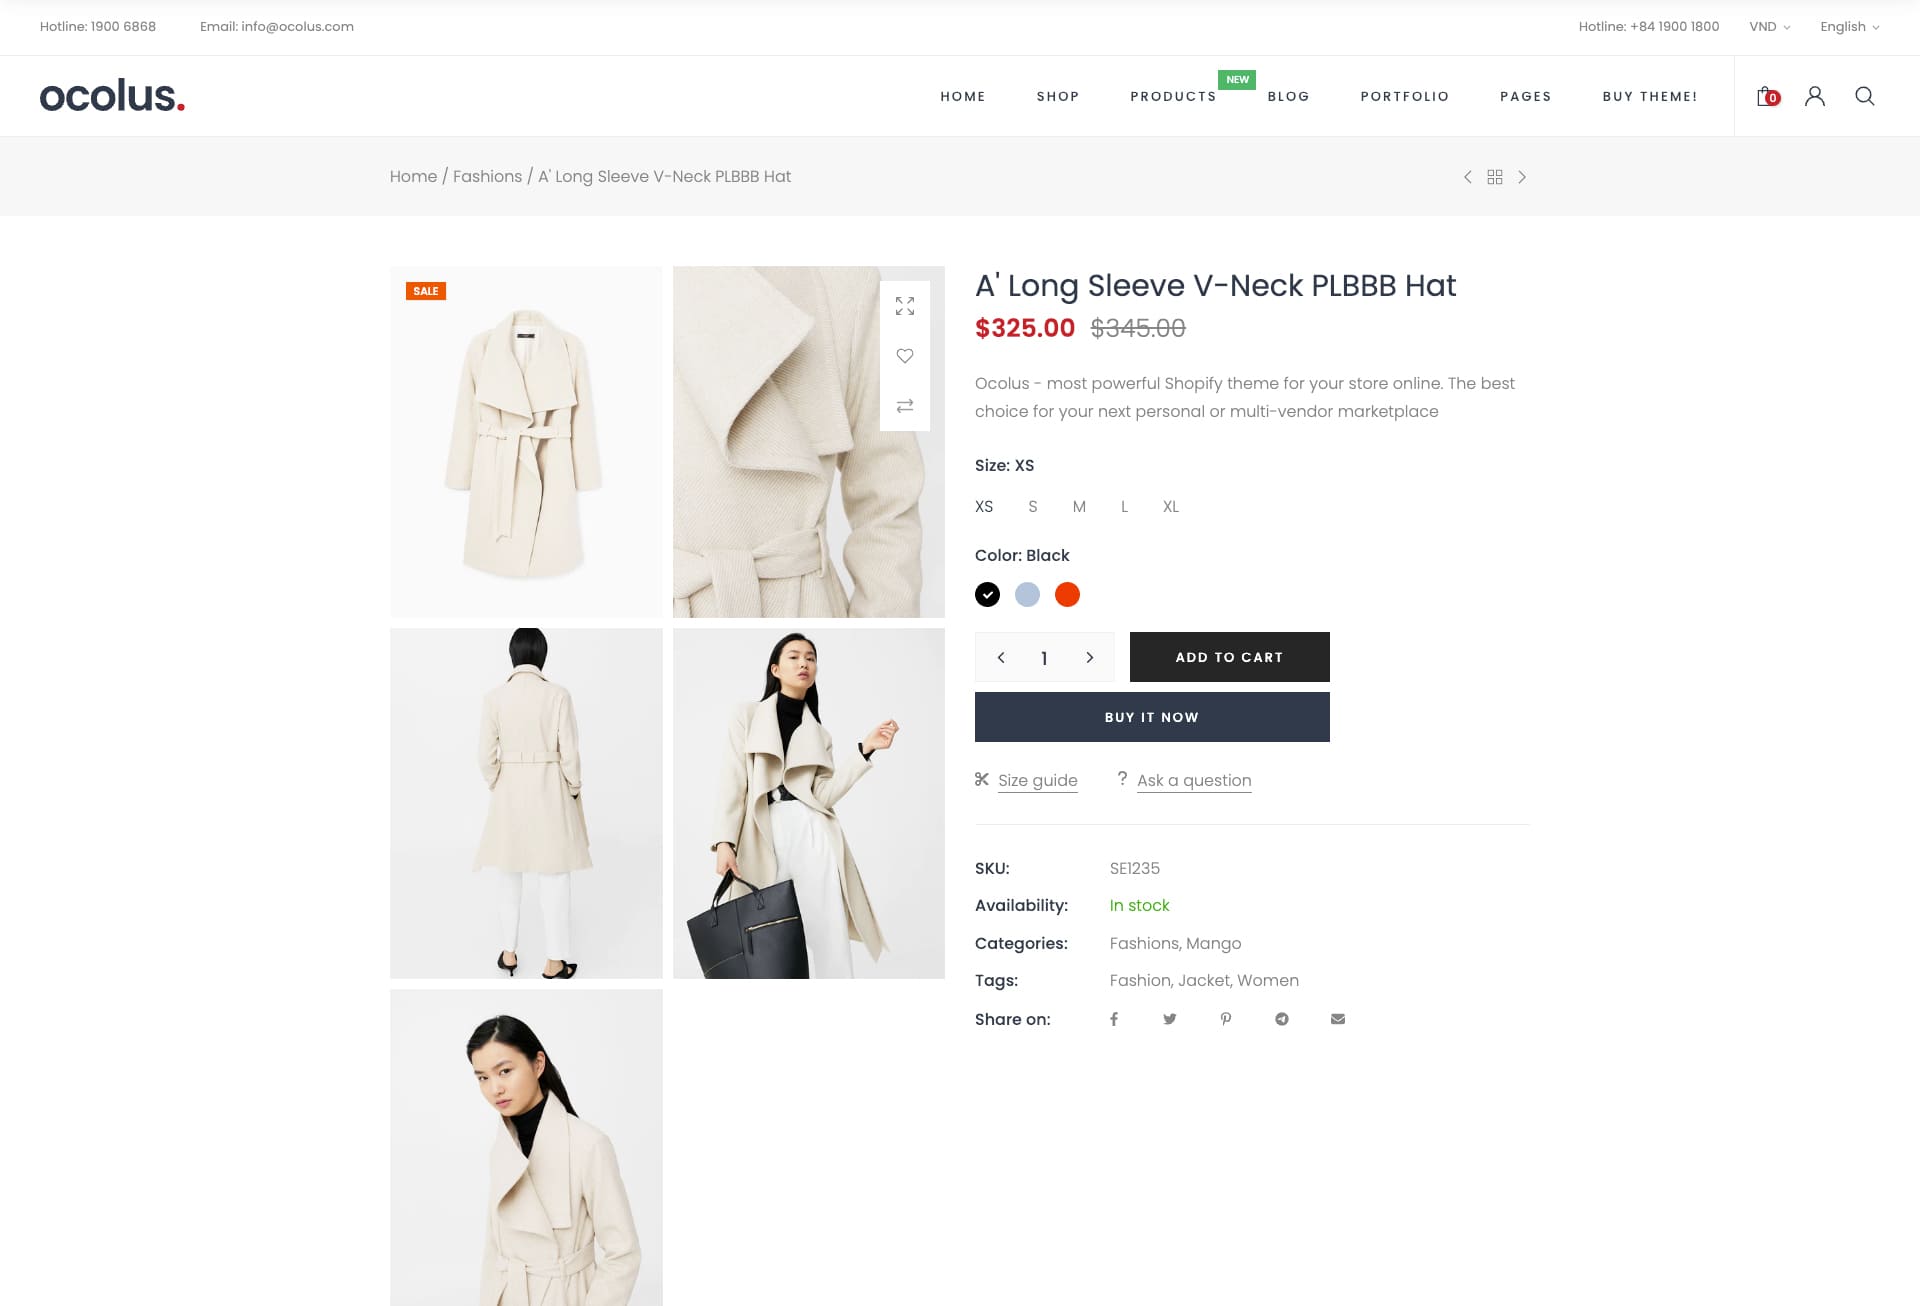 Hotline: 1900 6868 Email: info@ocolus.com Hotline: +84 1900 1800 VND English
ocolus. HOME SHOP PRODUCTS NEW BLOG PORTFOLIO PAGES BUY THEME! 0
Home / Fashions / A' Long Sleeve V-Neck PLBBB Hat
SALE
A' Long Sleeve V-Neck PLBBB Hat
$325.00 $345.00
Ocolus - most powerful Shopify theme for your store online. The best
choice for your next personal or multi-vendor marketplace
Size: XS
XS S M L XL
Color: Black
1 ADD TO CART
BUY IT NOW
Size guide ? Ask a question
SKU: SE1235
Availability: In stock
Categories: Fashions, Mango
Tags: Fashion, Jacket, Women
Share on: